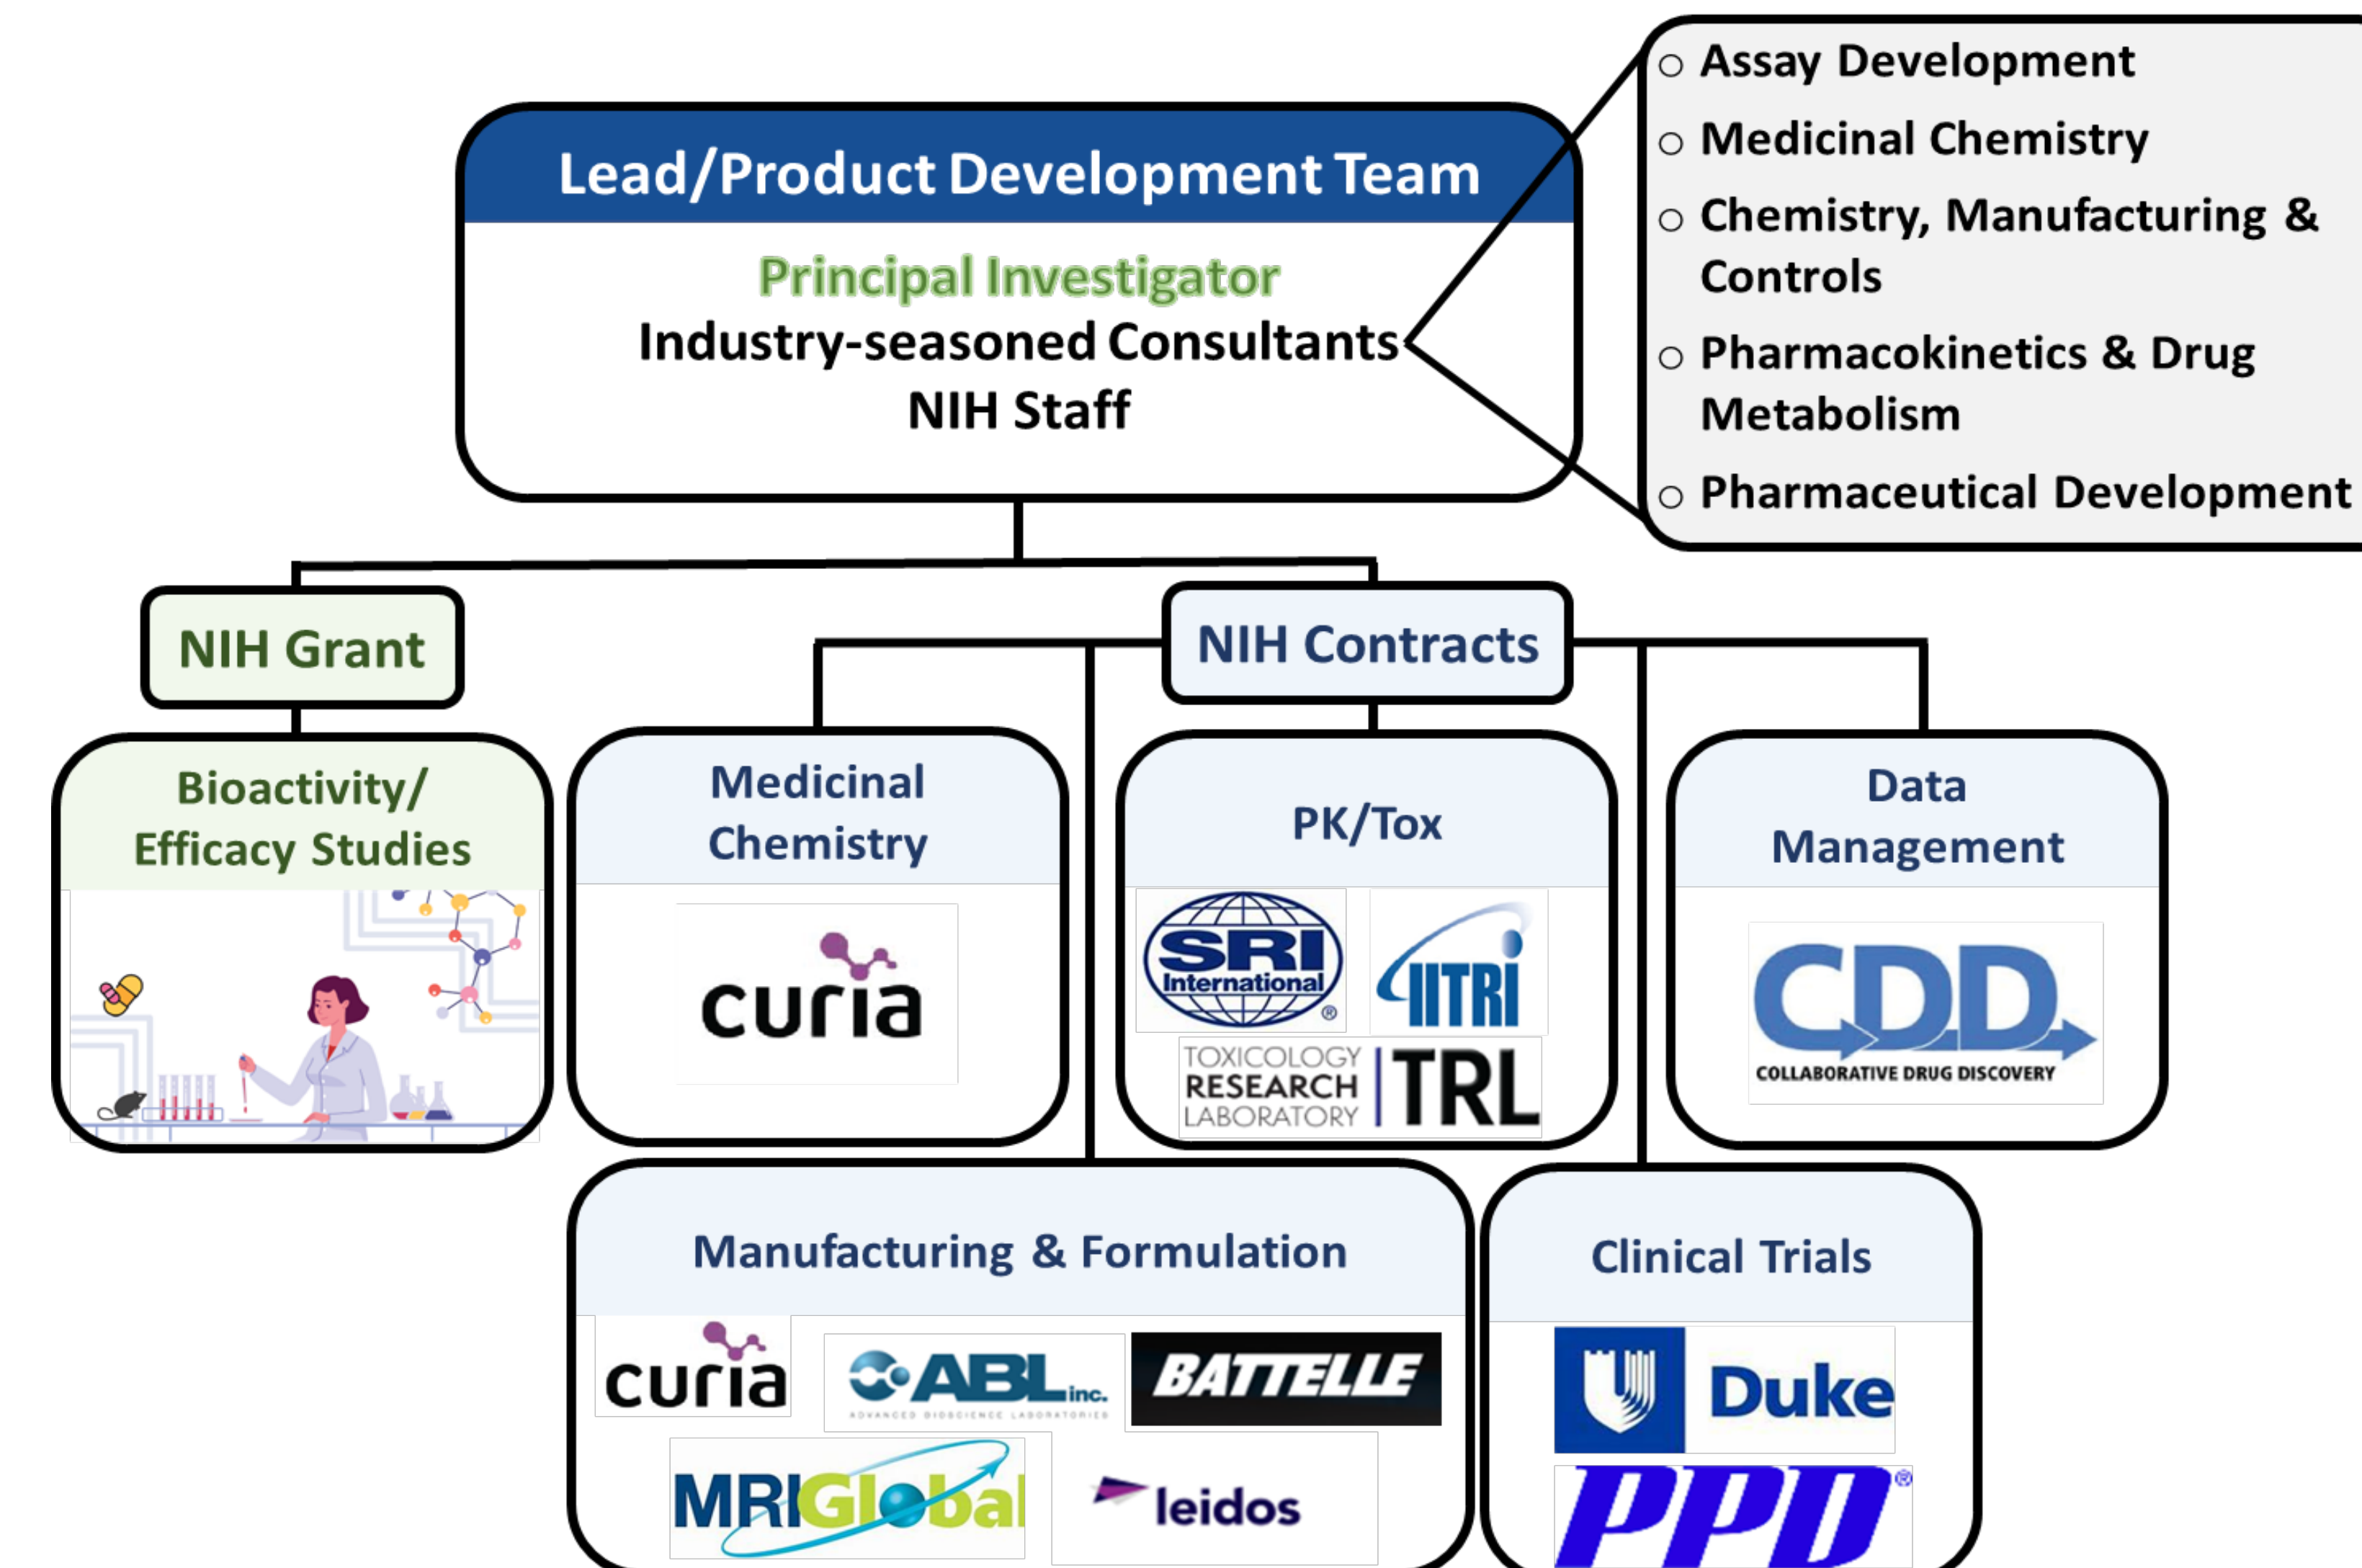 Lead/Product Development Team
Principal Investigator
Industry-seasoned Consultants
NIH Staff
○ Assay Development
○ Medicinal Chemistry
○ Chemistry, Manufacturing &
Controls
○ Pharmacokinetics & Drug
Metabolism
○ Pharmaceutical Development
NIH Grant
NIH Contracts
Bioactivity/
Efficacy Studies
Medicinal
Chemistry
curia
PK/Tox
SRI
International
®
IITRI
TOXICOLOGY
RESEARCH
LABORATORY
TRL
Data
Management
CDD
COLLABORATIVE DRUG DISCOVERY
Manufacturing & Formulation
curia
ABL inc.
ADVANCED BIOSCIENCE LABORATORIES
BATTELLE
MRIGlobal
leidos
Clinical Trials
Duke
PPD®